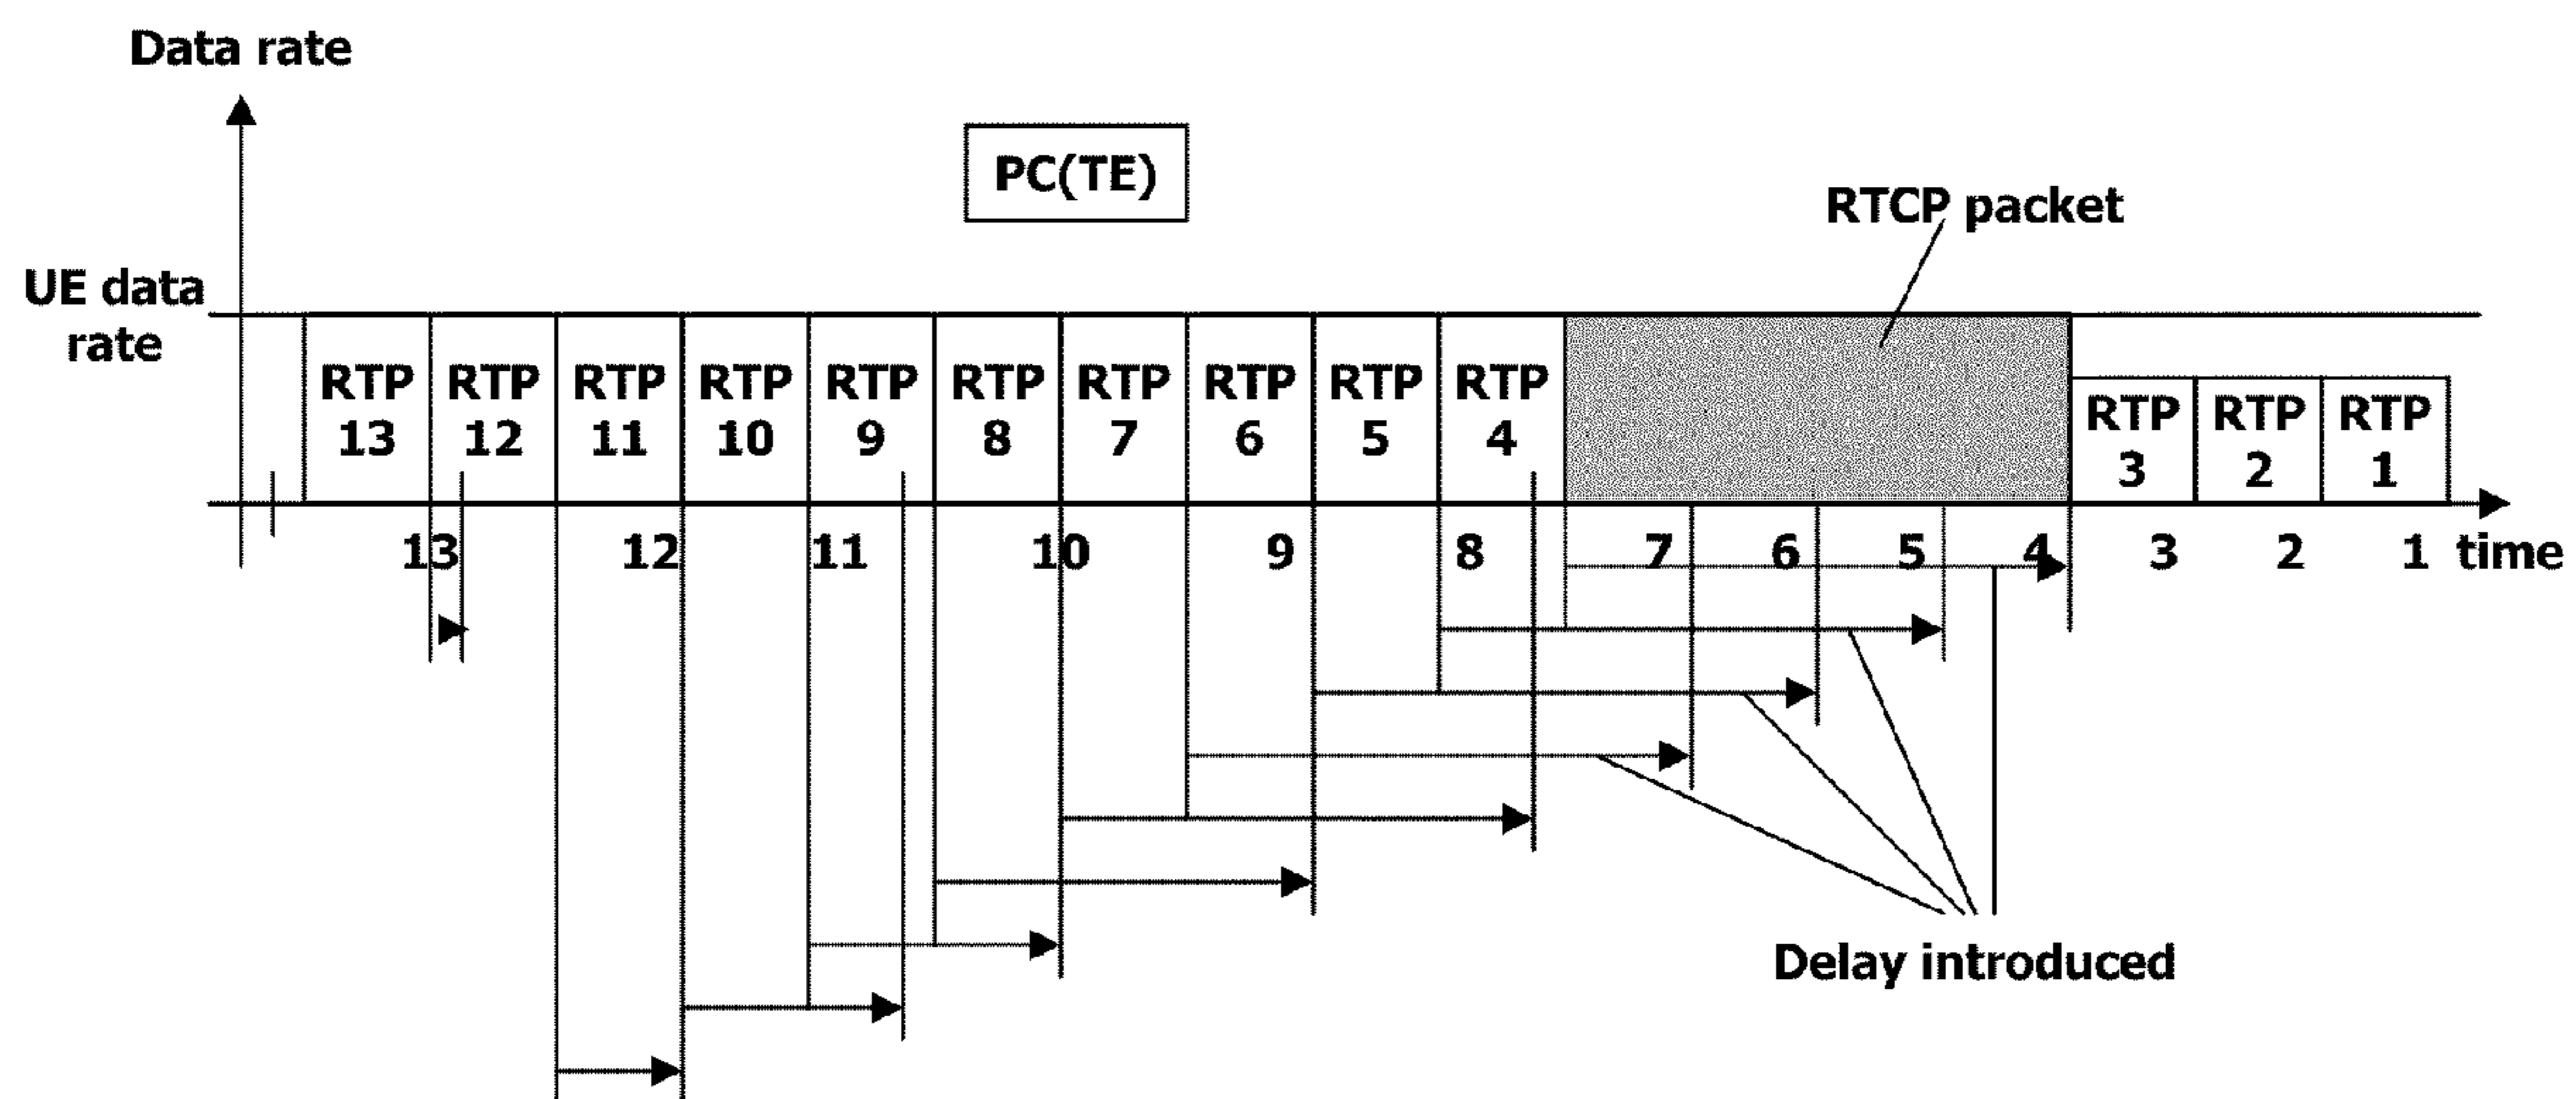 Data rate
PC(TE)
RTCP packet
UE data
rate
RTP
13
RTP
12
RTP
11
RTP
10
RTP
9
RTP
8
RTP
7
RTP
6
RTP
5
RTP
4
RTP
3
RTP
2
RTP
1
13 12 11 10 9 8 7 6 5 4 3 2 1 time
Delay introduced